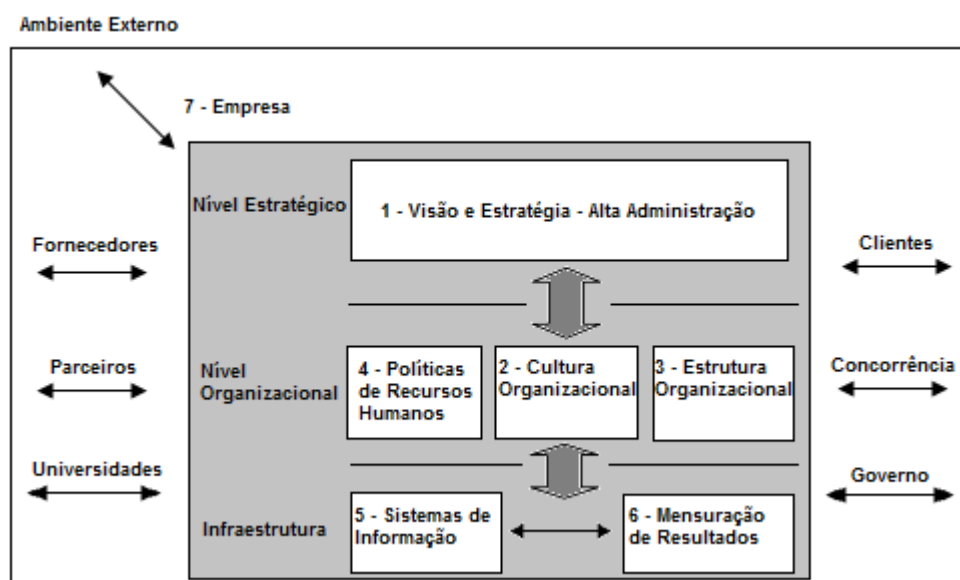 Ambiente Externo
7 - Empresa
Nível Estratégico
1 - Visão e Estratégia - Alta Administração
Fornecedores
Clientes
Parceiros
Nível
Organizacional
4 - Políticas
de Recursos
Humanos
2 - Cultura
Organizacional
3 - Estrutura
Organizacional
Concorrência
Universidades
Governo
Infraestrutura
5 - Sistemas de
Informação
6 - Mensuração
de Resultados